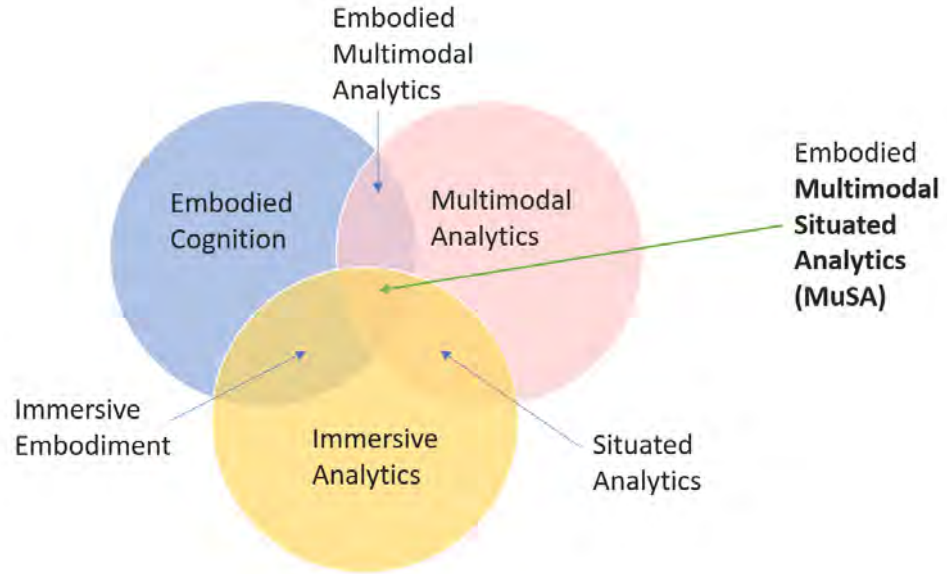 Embodied
Multimodal
Analytics
Embodied
Cognition
Multimodal
Analytics
Embodied
Multimodal
Situated
Analytics
(MuSA)
Immersive
Embodiment
Immersive
Analytics
Situated
Analytics